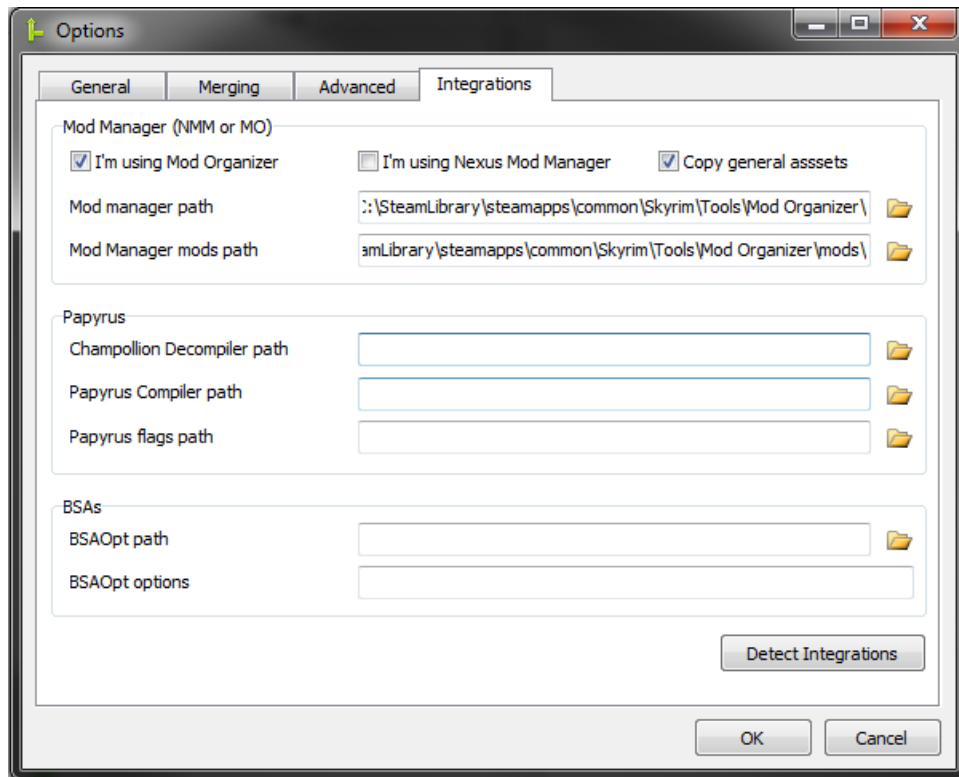 Options
General Merging Advanced Integrations
Mod Manager (NMM or MO)
I'm using Mod Organizer I'm using Nexus Mod Manager Copy general asssets
Mod manager path :\SteamLibrary\steamapps\common\Skyrim\Tools\Mod Organizer\
Mod Manager mods path amLibrary\steamapps\common\Skyrim\Tools\Mod Organizer\mods\
Papyrus
Champollion Decompiler path
Papyrus Compiler path
Papyrus flags path
BSAs
BSAOpt path
BSAOpt options
Detect Integrations
OK Cancel